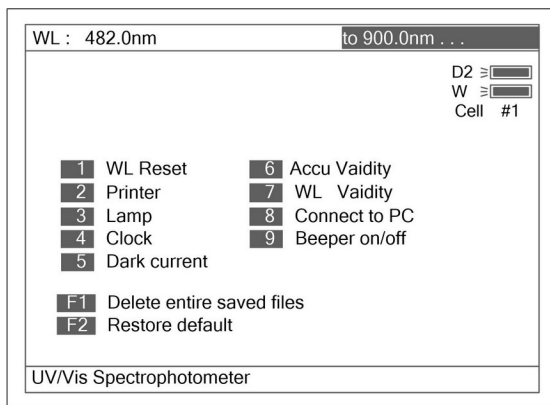 WL : 482.0nm to 900.0nm . . .
D2
W
Cell #1
1 WL Reset 6 Accu Vaidity
2 Printer 7 WL Vaidity
3 Lamp 8 Connect to PC
4 Clock 9 Beeper on/off
5 Dark current
F1 Delete entire saved files
F2 Restore default
UV/Vis Spectrophotometer